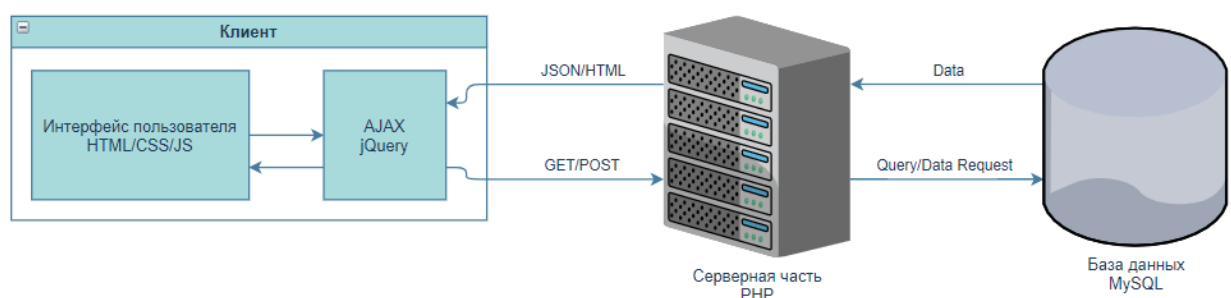 Клиент
Интерфейс пользователя
HTML/CSS/JS
AJAX
jQuery
JSON/HTML
GET/POST
Серверная часть
PHP
Data
Query/Data Request
База данных
MySQL